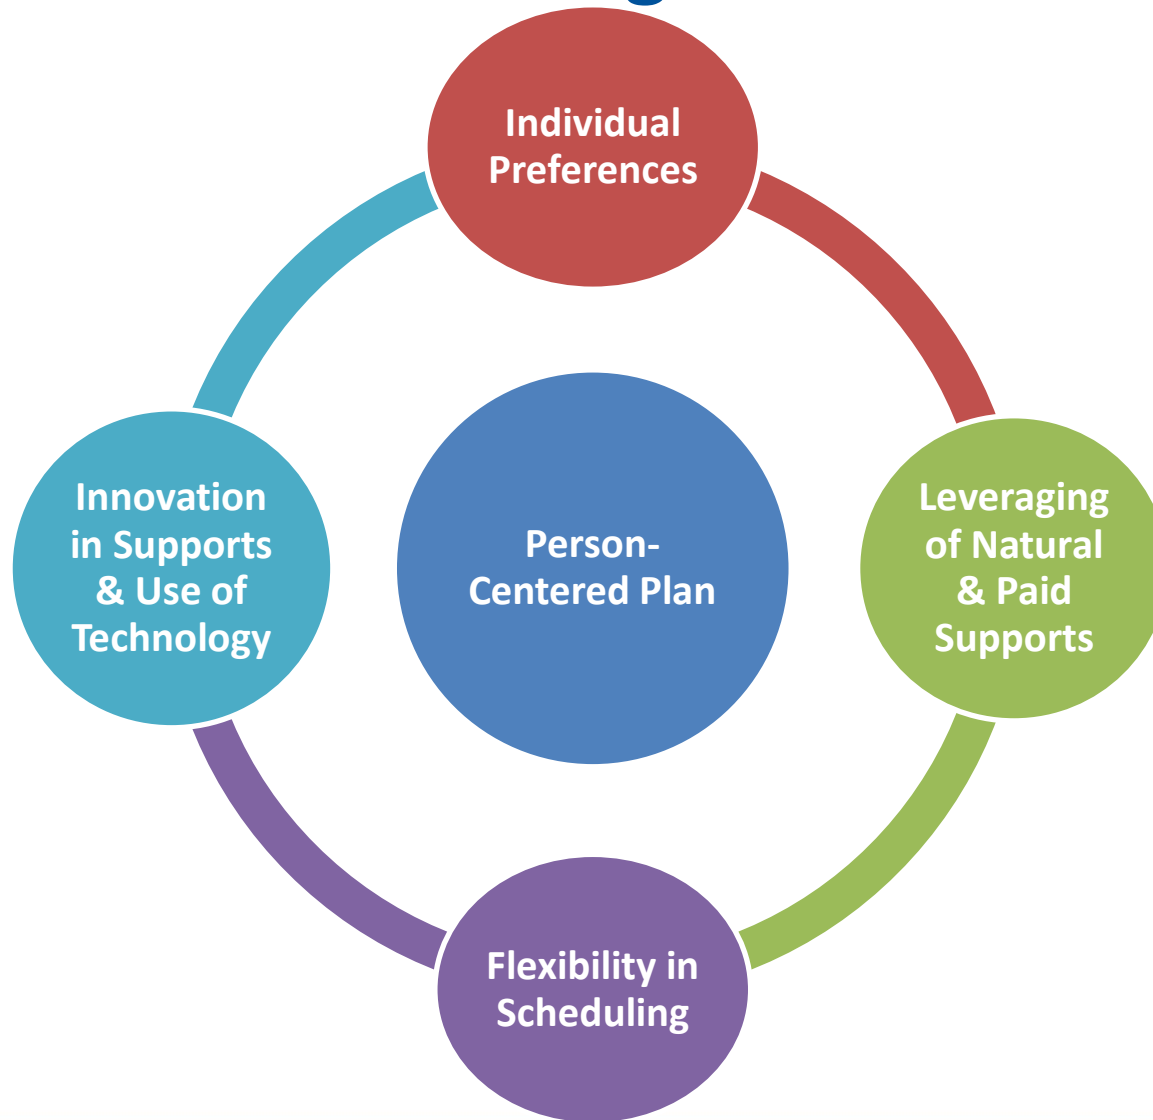 Individual
Preferences
Innovation
in Supports
& Use of
Technology
Person-
Centered Plan
Leveraging
of Natural
& Paid
Supports
Flexibility in
Scheduling